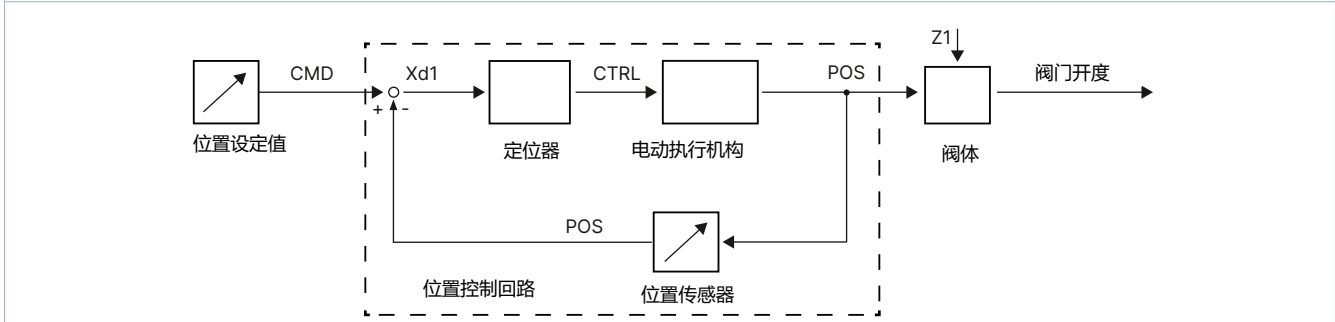 Z1
CMD
Xd1
CTRL
POS
阀门开度
+
-
位置设定值
定位器
电动执行机构
阀体
POS
位置控制回路
位置传感器